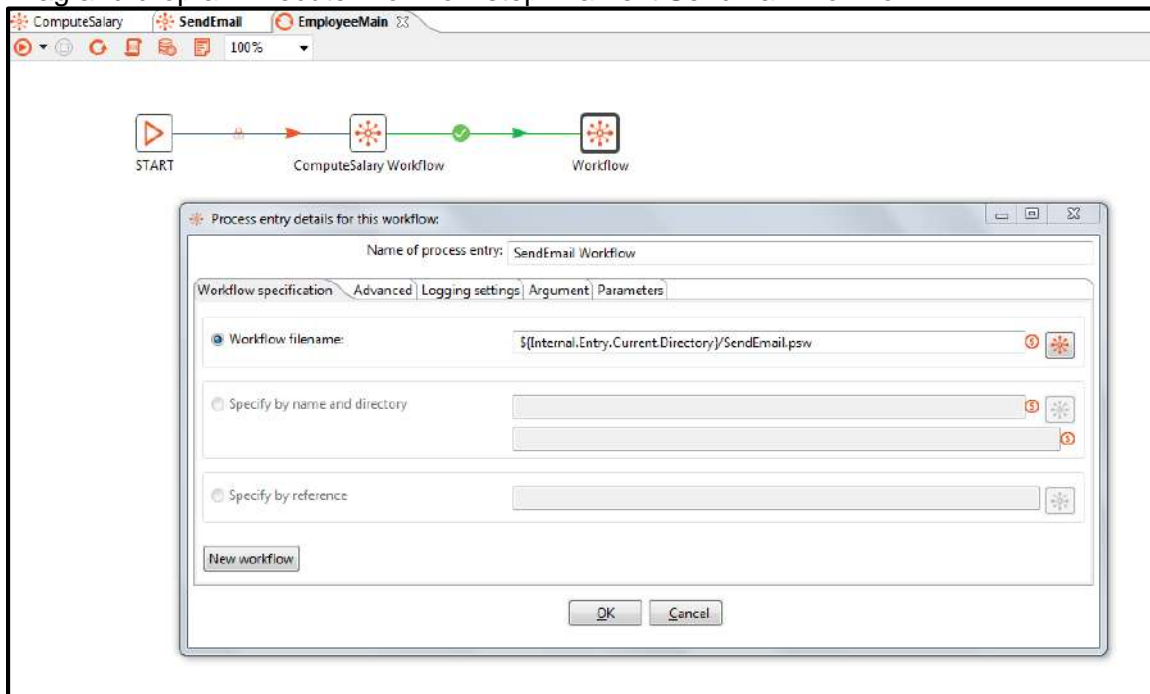 ComputeSalary SendEmail EmployeeMain
100%
START ComputeSalary Workflow Workflow
Process entry details for this workflow:
Name of process entry: SendEmail Workflow
Workflow specification Advanced Logging settings Argument Parameters
Workflow filename: ${Internal.Entry.Current.Directory}/SendEmail.psw
Specify by name and directory
Specify by reference
New workflow
OK Cancel